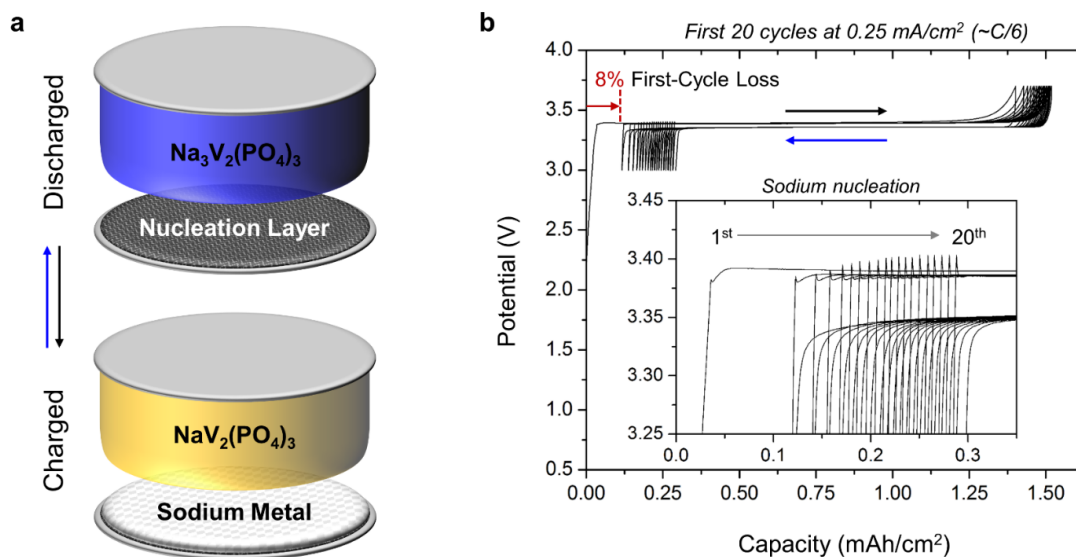 a
Discharged
Na₃V₂(PO₄)₃
Nucleation Layer
Charged
NaV₂(PO₄)₃
Sodium Metal
b
First 20 cycles at 0.25 mA/cm² (~C/6)
4.0
3.5
3.0
2.5
2.0
1.5
1.0
0.5
Potential (V)
8% First-Cycle Loss
Sodium nucleation
3.45
3.40
3.35
3.30
3.25
1st
20th
0.0 0.1 0.2 0.3
0.00 0.25 0.50 0.75 1.00 1.25 1.50
Capacity (mAh/cm²)